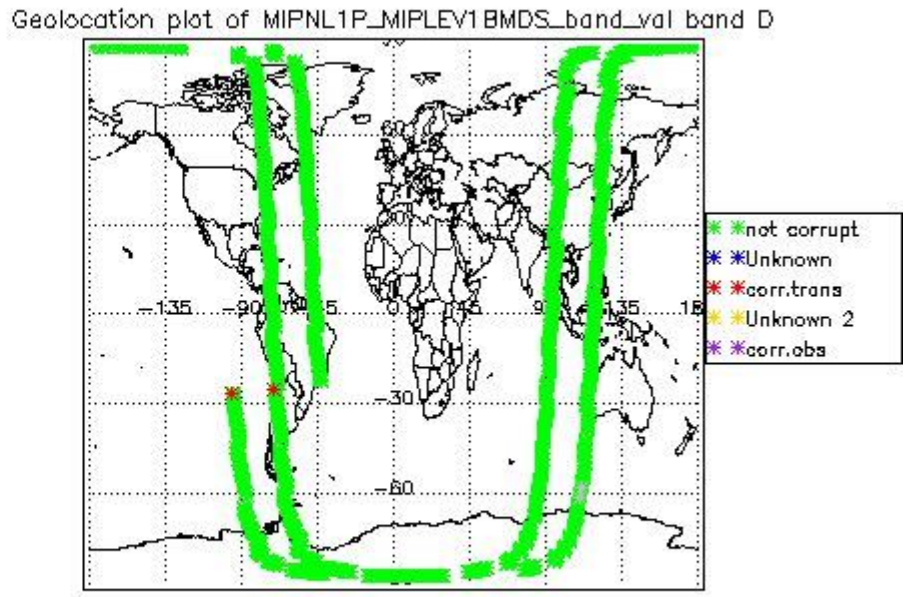 Geolocation plot of MIPNL1P_MIPLEV1BMDS_band_val band D
60
-135
-90
0
135
-30
-60
not corrupt
Unknown
corr.trans
Unknown 2
corr.obs